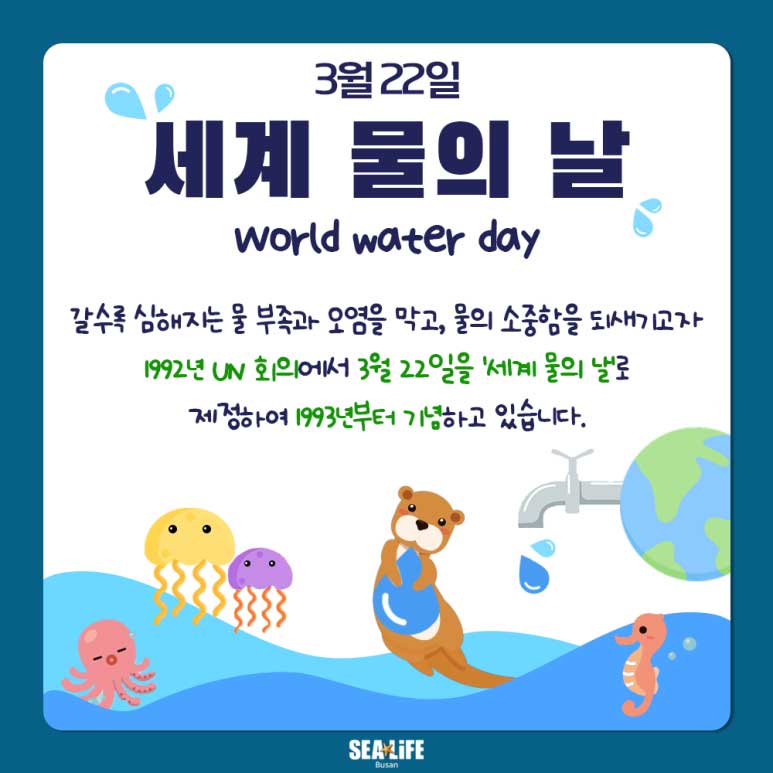 3월 22일
세계 물의 날
World water day
갈수록 심해지는 물 부족과 오염을 막고, 물의 소중함을 되새기고자
1992년 UN 회의에서 3월 22일을 '세계 물의 날'로
제정하여 1993년부터 기념하고 있습니다.
SEA LIFE
Busan